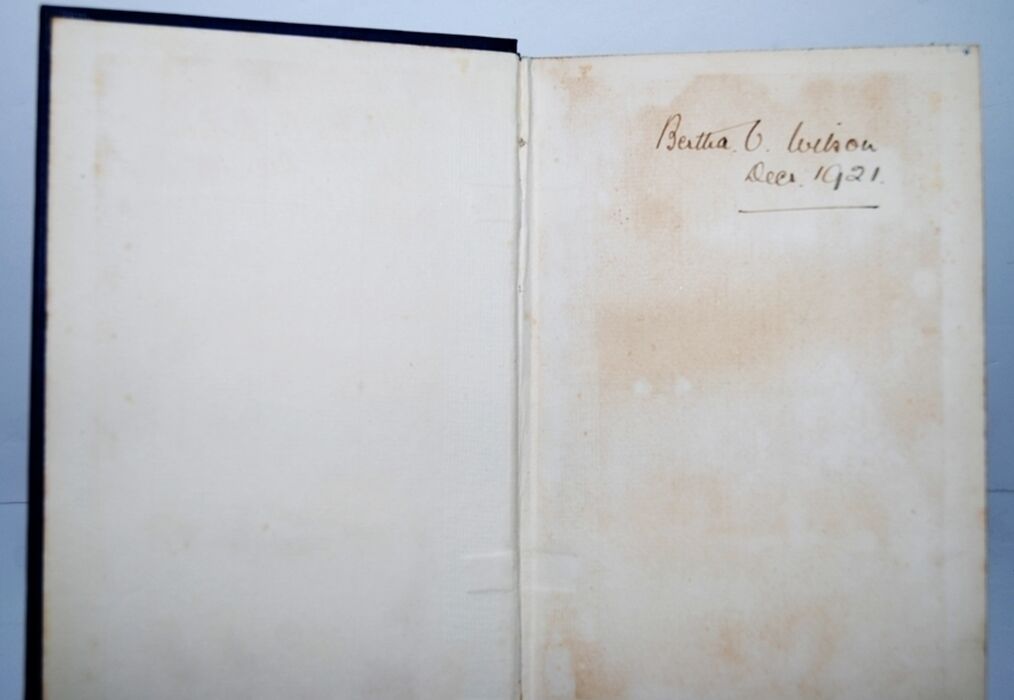 Bertha. C. Wilson
Decr. 1921.